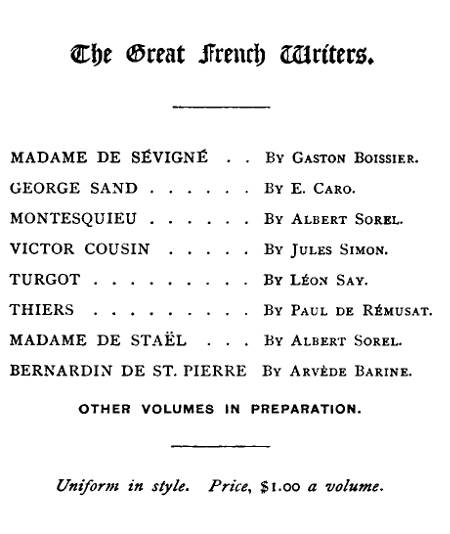 The Great French Writers.
MADAME DE SÉVIGNÉ . . BY GASTON BOISSIER.
GEORGE SAND . . . . . . BY E. CARO.
MONTESQUIEU . . . . . . BY ALBERT SOREL.
VICTOR COUSIN . . . . . BY JULES SIMON.
TURGOT . . . . . . . . . BY LÉON SAY.
THIERS . . . . . . . . . BY PAUL DE RÉMUSAT.
MADAME DE STAËL . . . BY ALBERT SOREL.
BERNARDIN DE ST. PIERRE BY ARVÈDE BARINE.
OTHER VOLUMES IN PREPARATION.
Uniform in style. Price, $1.00 a volume.